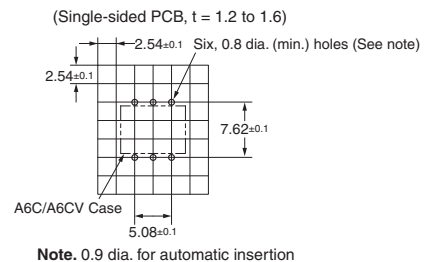 (Single-sided PCB, t = 1.2 to 1.6)
2.54±0.1 Six, 0.8 dia. (min.) holes (See note)
2.54±0.1
7.62±0.1
A6C/A6CV Case
5.08±0.1
Note. 0.9 dia. for automatic insertion